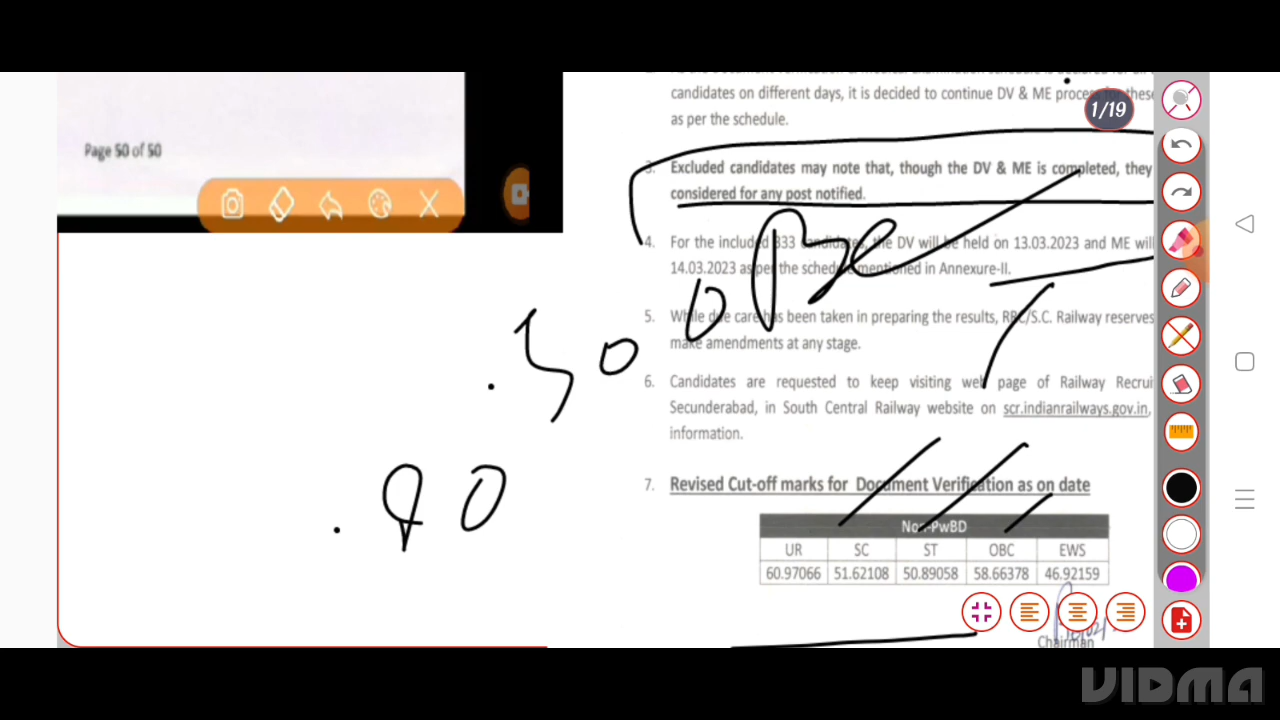 Page 50 of 50
1/19
candidates on different days, it is decided to continue DV & ME process for these
as per the schedule.
3. Excluded candidates may note that, though the DV & ME is completed, they
considered for any post notified.
4. For the included 333 candidates, the DV will be held on 13.03.2023 and ME will
14.03.2023 as per the schedule mentioned in Annexure-II.
5. While due care has been taken in preparing the results, RRC/S.C. Railway reserves
make amendments at any stage.
6. Candidates are requested to keep visiting web page of Railway Recrui
Secunderabad, in South Central Railway website on scr.indianrailways.gov.in,
information.
7. Revised Cut-off marks for Document Verification as on date
Non-PwBD
UR SC ST OBC EWS
60.97066 51.62108 50.89058 58.66378 46.92159
Chairman
VIDMA